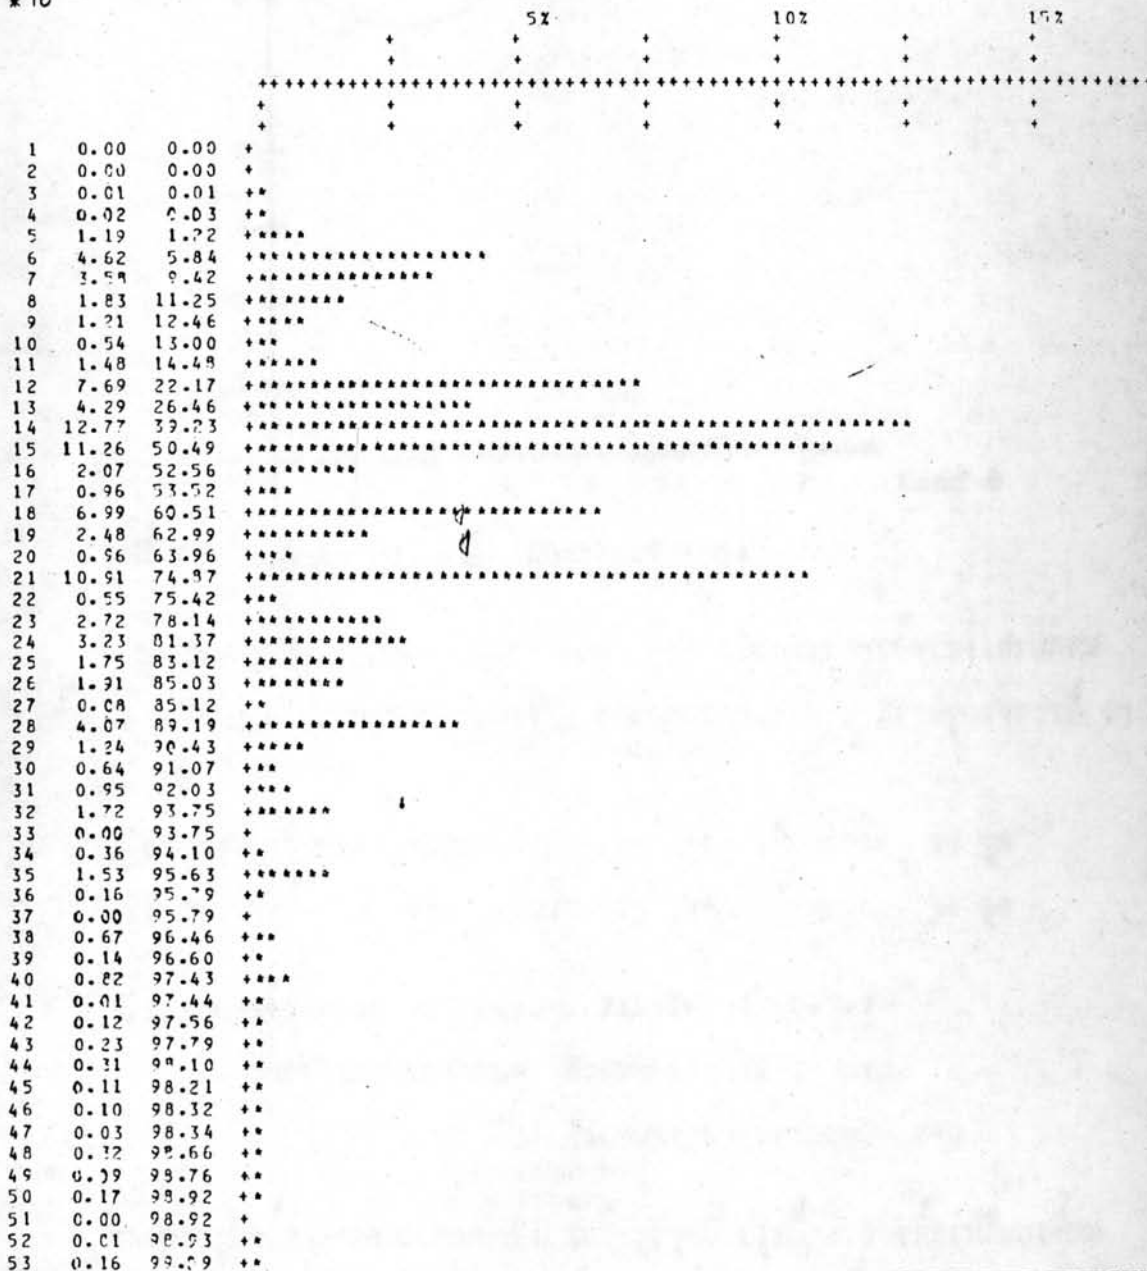 * 10
5% 10% 15%
1 0.00 0.00 +
2 0.00 0.00 +
3 0.01 0.01 +*
4 0.02 0.03 +*
5 1.19 1.22 +****
6 4.62 5.84 +******************
7 3.58 9.42 +**************
8 1.83 11.25 +*******
9 1.21 12.46 +****
10 0.54 13.00 +**
11 1.48 14.48 +*****
12 7.69 22.17 +******************************
13 4.29 26.46 +*****************
14 12.77 39.23 +***************************************************
15 11.26 50.49 +*********************************************
16 2.07 52.56 +********
17 0.96 53.52 +***
18 6.99 60.51 +***************************
19 2.48 62.99 +*********
20 0.96 63.96 +***
21 10.91 74.87 +*******************************************
22 0.55 75.42 +**
23 2.72 78.14 +**********
24 3.23 81.37 +************
25 1.75 83.12 +*******
26 1.91 85.03 +*******
27 0.08 85.12 +*
28 4.07 89.19 +****************
29 1.24 90.43 +****
30 0.64 91.07 +**
31 0.95 92.03 +***
32 1.72 93.75 +******
33 0.00 93.75 +
34 0.36 94.10 +*
35 1.53 95.63 +******
36 0.16 95.79 +*
37 0.00 95.79 +
38 0.67 96.46 +**
39 0.14 96.60 +*
40 0.82 97.43 +***
41 0.01 97.44 +*
42 0.12 97.56 +*
43 0.23 97.79 +*
44 0.31 98.10 +*
45 0.11 98.21 +*
46 0.10 98.32 +*
47 0.03 98.34 +*
48 0.32 98.66 +*
49 0.09 98.76 +*
50 0.17 98.92 +*
51 0.00 98.92 +
52 0.01 98.93 +*
53 0.16 99.09 +*